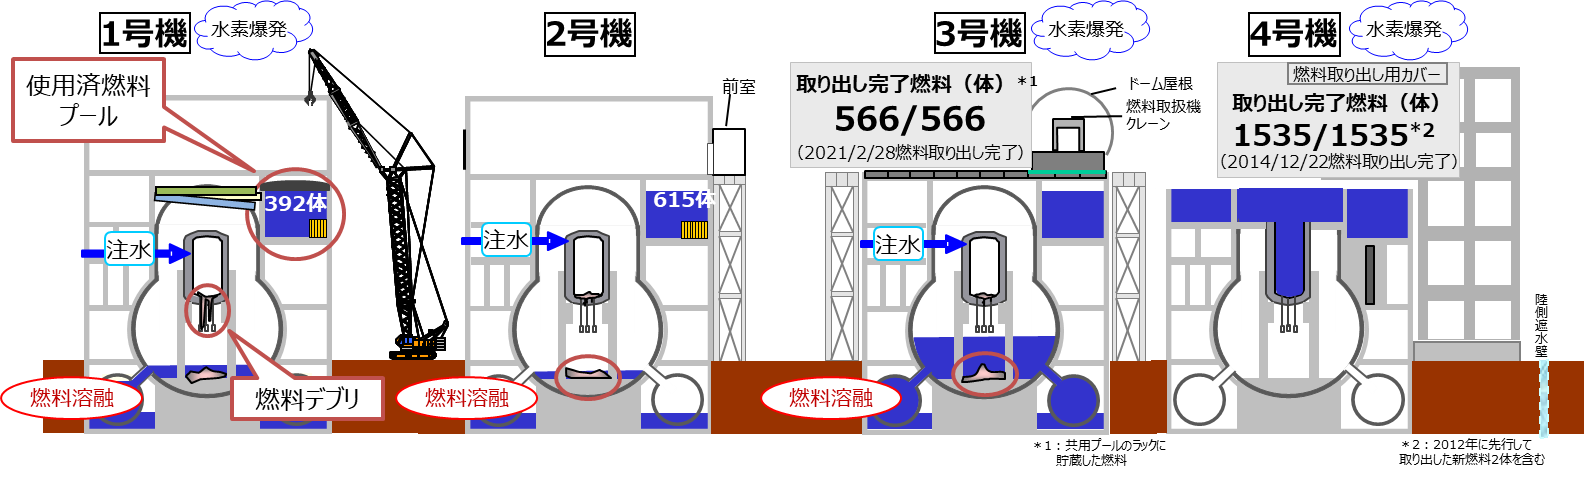 1号機
水素爆発
使用済燃料
プール
392体
注水
燃料溶融
燃料デブリ
2号機
前室
615体
注水
燃料溶融
3号機
水素爆発
取り出し完了燃料（体）＊1
566/566
（2021/2/28燃料取り出し完了）
ドーム屋根
燃料取扱機
クレーン
注水
燃料溶融
＊1：共用プールのラックに
貯蔵した燃料
4号機
水素爆発
燃料取り出し用カバー
取り出し完了燃料（体）
1535/1535＊2
（2014/12/22燃料取り出し完了）
陸側遮水壁
＊2：2012年に先行して
取り出した新燃料2体を含む